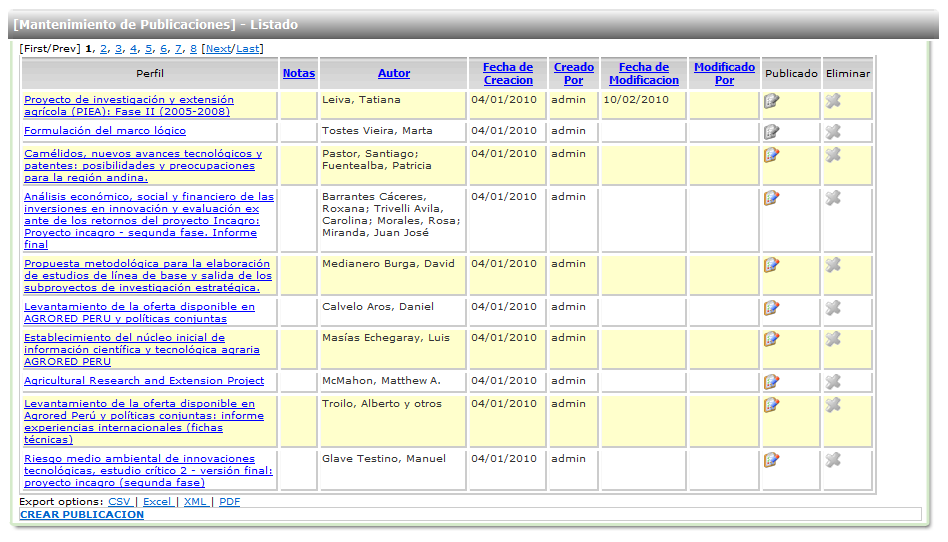 [Mantenimiento de Publicaciones] - Listado
[First/Prev] 1, 2, 3, 4, 5, 6, 7, 8 [Next/Last]
Perfil Notas Autor Fecha de Creacion Creado Por Fecha de Modificacion Modificado Por Publicado Eliminar
Proyecto de investigación y extensión Leiva, Tatiana 04/01/2010 admin 10/02/2010
agrícola (PIEA): Fase II (2005-2008)
Formulación del marco lógico Tostes Vieira, Marta 04/01/2010 admin
Camélidos, nuevos avances tecnológicos y Pastor, Santiago; 04/01/2010 admin
patentes: posibilidades y preocupaciones Fuentealba, Patricia
para la región andina.
Análisis económico, social y financiero de las Barrantes Cáceres, 04/01/2010 admin
inversiones en innovación y evaluación ex Roxana; Trivelli Avila,
ante de los retornos del proyecto Incagro: Carolina; Morales, Rosa;
Proyecto incagro - segunda fase. Informe Miranda, Juan José
final
Propuesta metodológica para la elaboración Medianero Burga, David 04/01/2010 admin
de estudios de línea de base y salida de los
subproyectos de investigación estratégica.
Levantamiento de la oferta disponible en Calvelo Aros, Daniel 04/01/2010 admin
AGRORED PERU y políticas conjuntas
Establecimiento del núcleo inicial de Masías Echegaray, Luis 04/01/2010 admin
información científica y tecnológica agraria
AGRORED PERU
Agricultural Research and Extension Project McMahon, Matthew A. 04/01/2010 admin
Levantamiento de la oferta disponible en Troilo, Alberto y otros 04/01/2010 admin
Agrored Perú y políticas conjuntas: informe
experiencias internacionales (fichas
técnicas)
Riesgo medio ambiental de innovaciones Glave Testino, Manuel 04/01/2010 admin
tecnológicas, estudio crítico 2 - versión final:
proyecto incagro (segunda fase)
Export options: CSV | Excel | XML | PDF
CREAR PUBLICACION